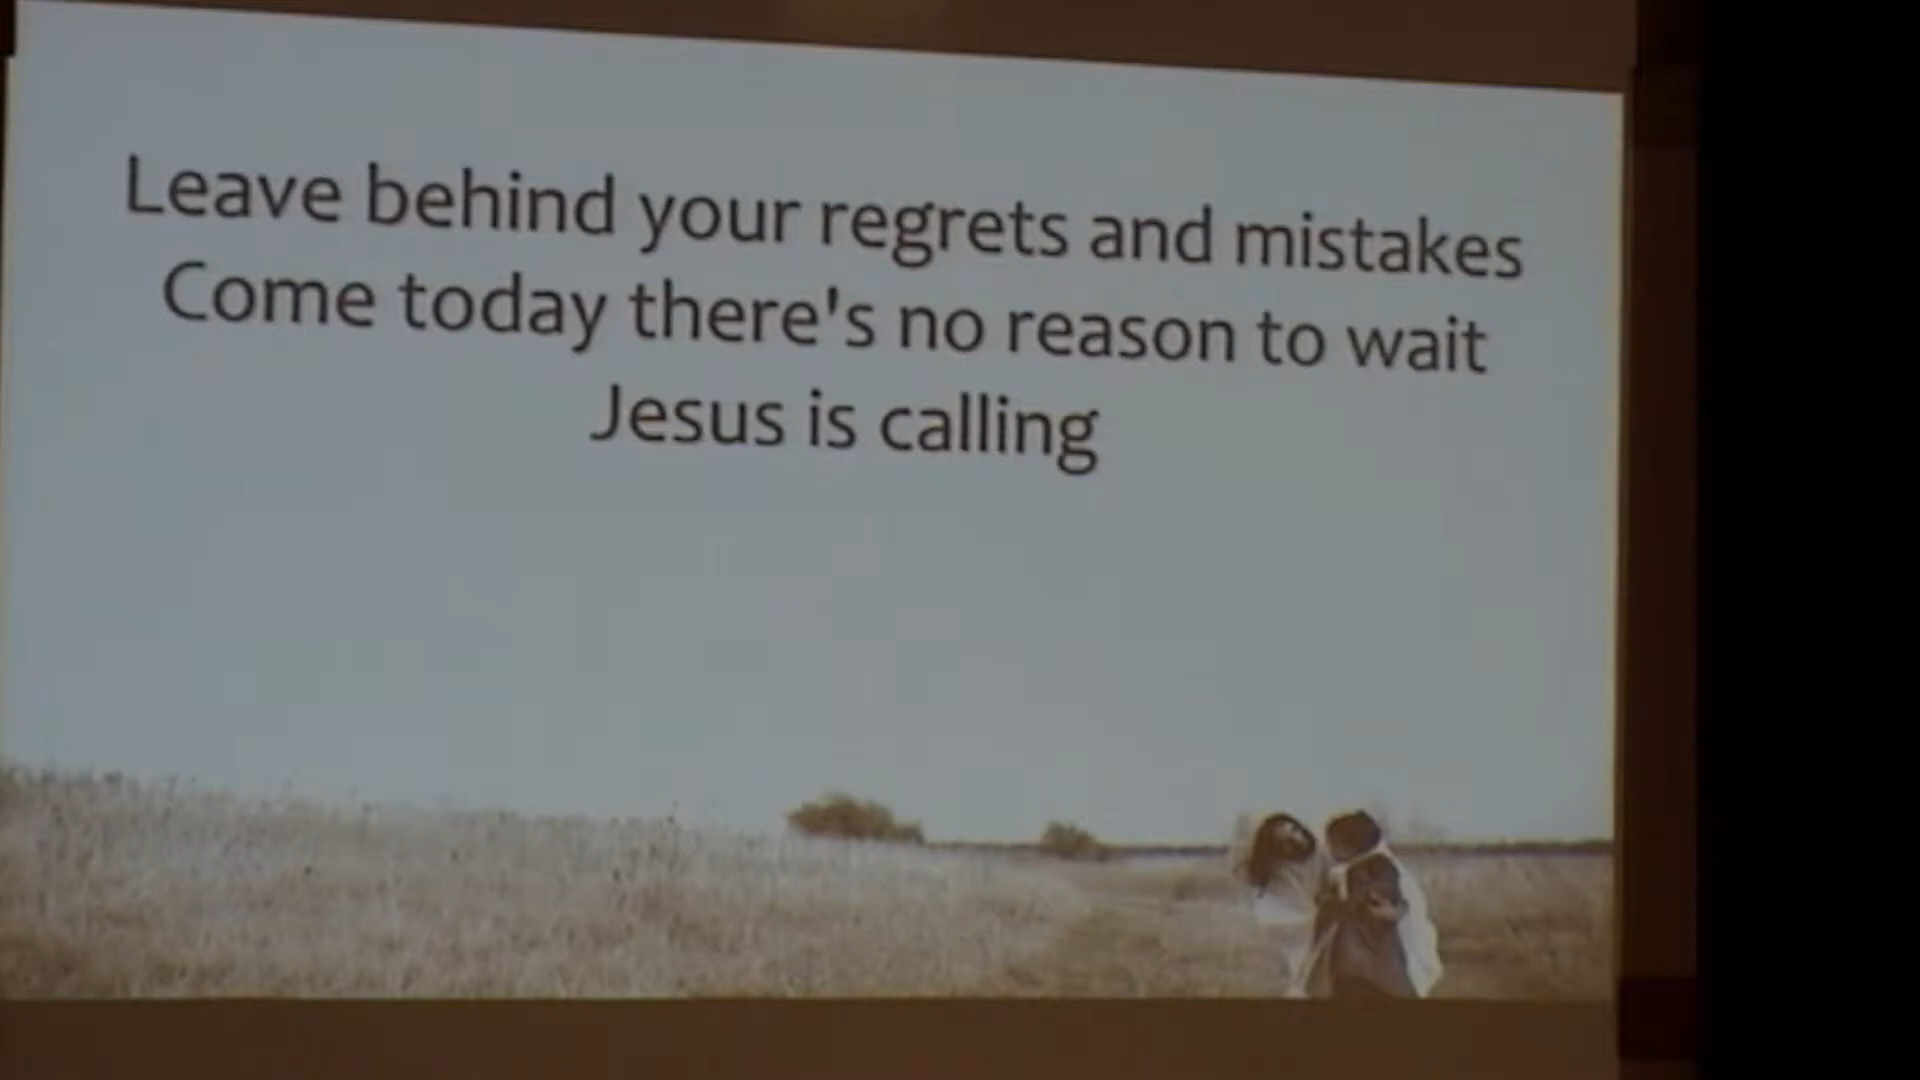 Leave behind your regrets and mistakes
Come today there's no reason to wait
Jesus is calling